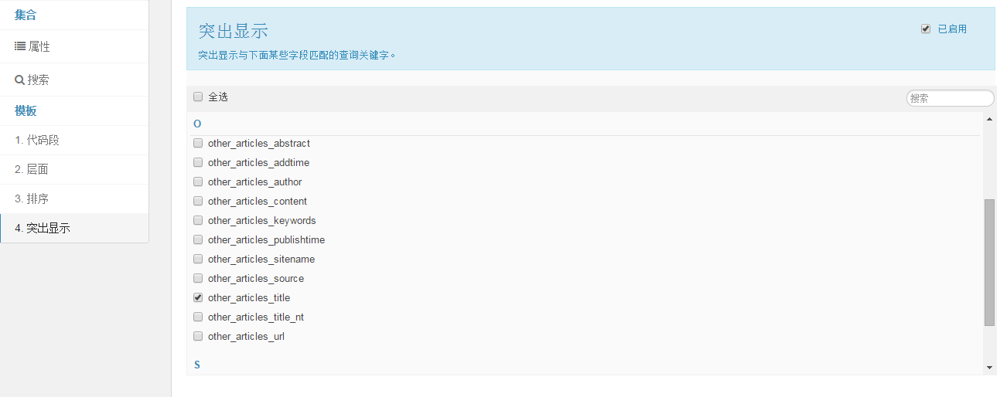 集合
属性
搜索
模板
1. 代码段
2. 层面
3. 排序
4. 突出显示
突出显示
已启用
突出显示与下面某些字段匹配的查询关键字。
全选
搜索
O
other_articles_abstract
other_articles_addtime
other_articles_author
other_articles_content
other_articles_keywords
other_articles_publishtime
other_articles_sitename
other_articles_source
other_articles_title
other_articles_title_nt
other_articles_url
S